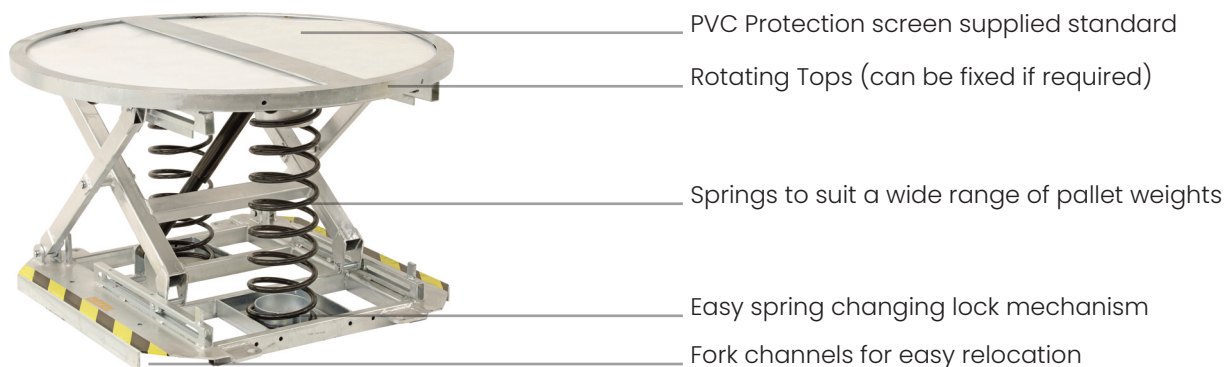 PVC Protection screen supplied standard
Rotating Tops (can be fixed if required)
Springs to suit a wide range of pallet weights
Easy spring changing lock mechanism
Fork channels for easy relocation